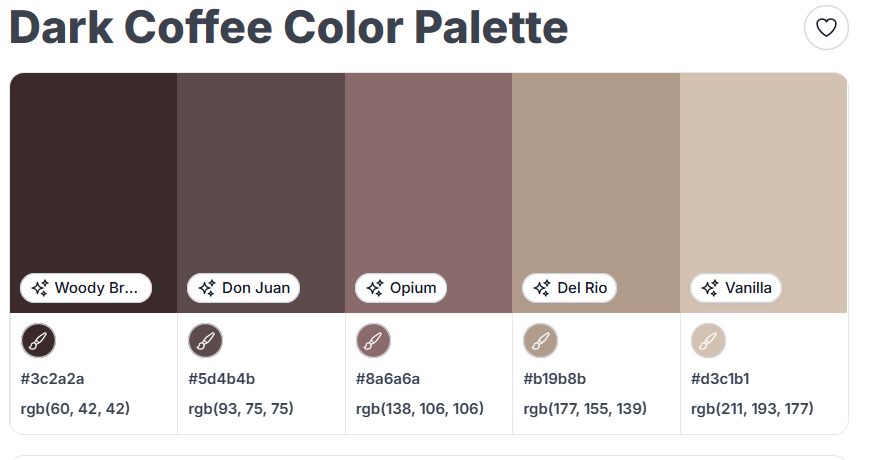 Dark Coffee Color Palette
Woody Br... Don Juan Opium Del Rio Vanilla
#3c2a2a #5d4b4b #8a6a6a #b19b8b #d3c1b1
rgb(60, 42, 42) rgb(93, 75, 75) rgb(138, 106, 106) rgb(177, 155, 139) rgb(211, 193, 177)